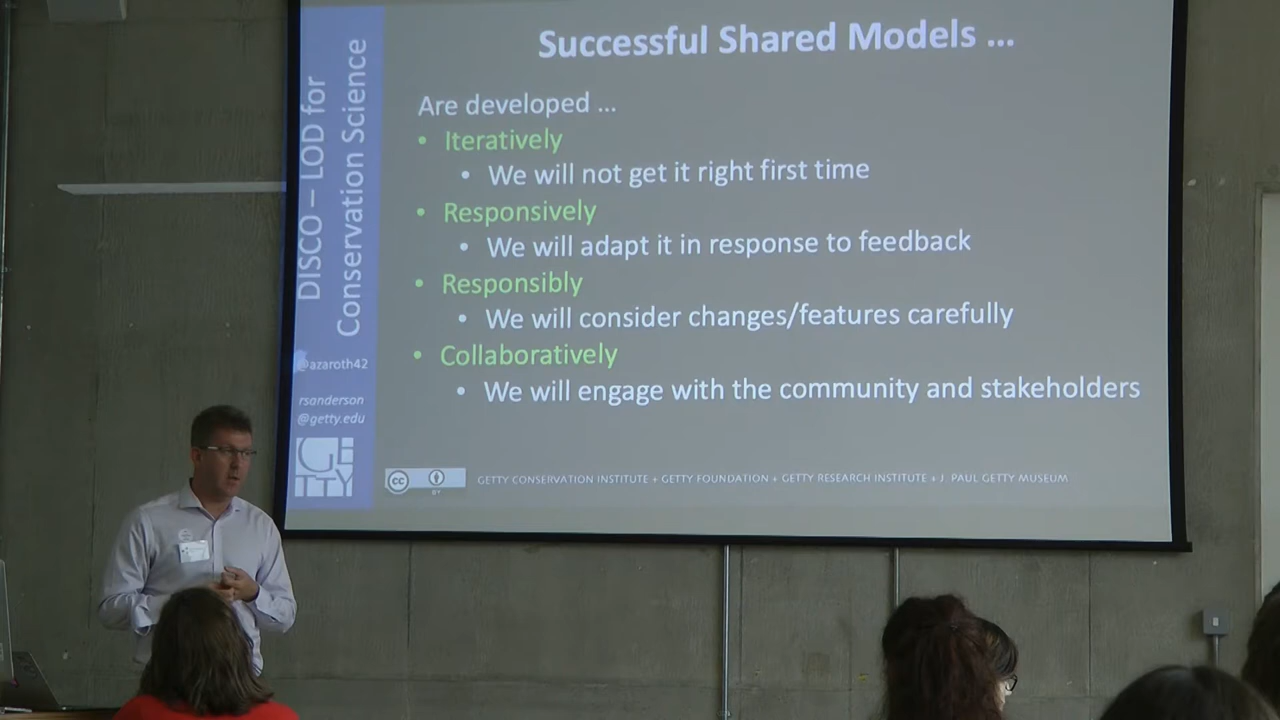 DISCO – LOD for
Conservation Science
@azaroth42
rsanderson
@getty.edu
GETTY
Successful Shared Models ...
Are developed ...
• Iteratively
• We will not get it right first time
• Responsively
• We will adapt it in response to feedback
• Responsibly
• We will consider changes/features carefully
• Collaboratively
• We will engage with the community and stakeholders
cc
BY
GETTY CONSERVATION INSTITUTE + GETTY FOUNDATION + GETTY RESEARCH INSTITUTE + J. PAUL GETTY MUSEUM